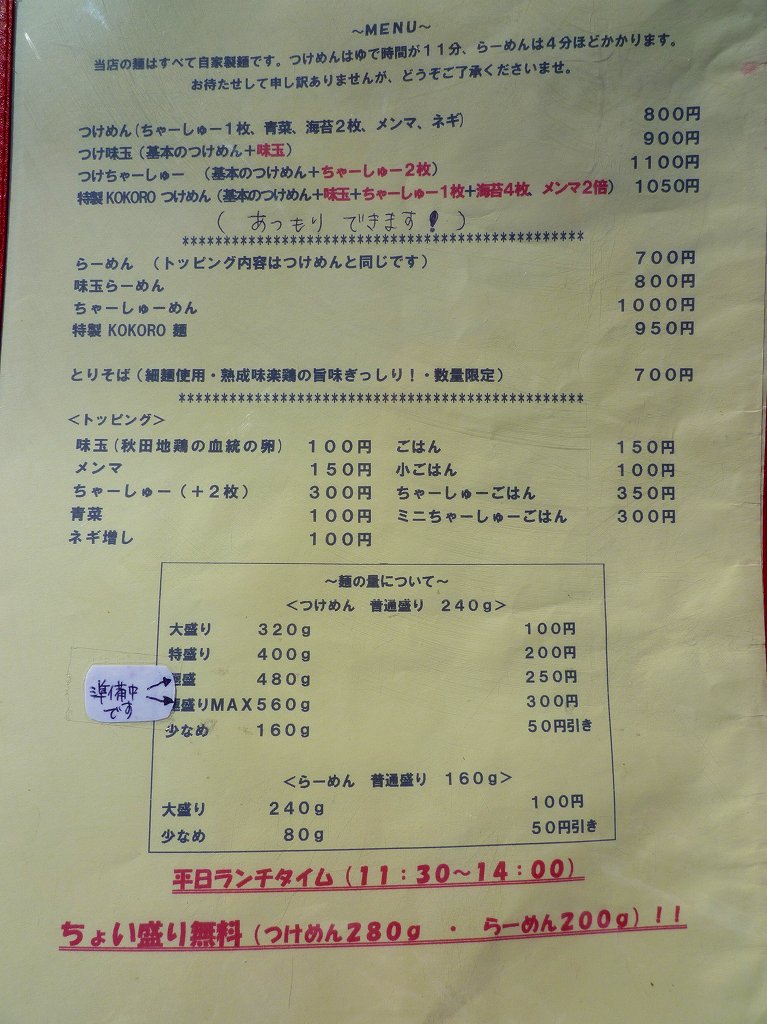 ～MENU～
当店の麺はすべて自家製麺です。つけめんはゆで時間が１１分、らーめんは４分ほどかかります。
お待たせして申し訳ありませんが、どうぞご了承くださいませ。
つけめん（ちゃーしゅー１枚、青菜、海苔２枚、メンマ、ネギ） ８００円
つけ味玉（基本のつけめん＋味玉） ９００円
つけちゃーしゅー （基本のつけめん＋ちゃーしゅー２枚） １１００円
特製KOKOROつけめん（基本のつけめん＋味玉＋ちゃーしゅー１枚＋海苔４枚、メンマ２倍） １０５０円
（ あつもり できます！ ）
************************************************
らーめん （トッピング内容はつけめんと同じです） ７００円
味玉らーめん ８００円
ちゃーしゅーめん １０００円
特製 KOKORO 麺 ９５０円
とりそば（細麺使用・熟成味楽鶏の旨味ぎっしり！・数量限定） ７００円
************************************************
＜トッピング＞
味玉（秋田地鶏の血統の卵） １００円 ごはん １５０円
メンマ １５０円 小ごはん １００円
ちゃーしゅー（＋２枚） ３００円 ちゃーしゅーごはん ３５０円
青菜 １００円 ミニちゃーしゅーごはん ３００円
ネギ増し １００円
～麺の量について～
＜つけめん 普通盛り ２４０ｇ＞
大盛り ３２０ｇ １００円
特盛り ４００ｇ ２００円
盛 ４８０ｇ ２５０円
準備中です
盛りＭＡＸ５６０ｇ ３００円
少なめ １６０ｇ ５０円引き
＜らーめん 普通盛り １６０ｇ＞
大盛り ２４０ｇ １００円
少なめ ８０ｇ ５０円引き
平日ランチタイム（１１：３０～１４：００）
ちょい盛り無料（つけめん２８０ｇ ・ らーめん２００ｇ）！！